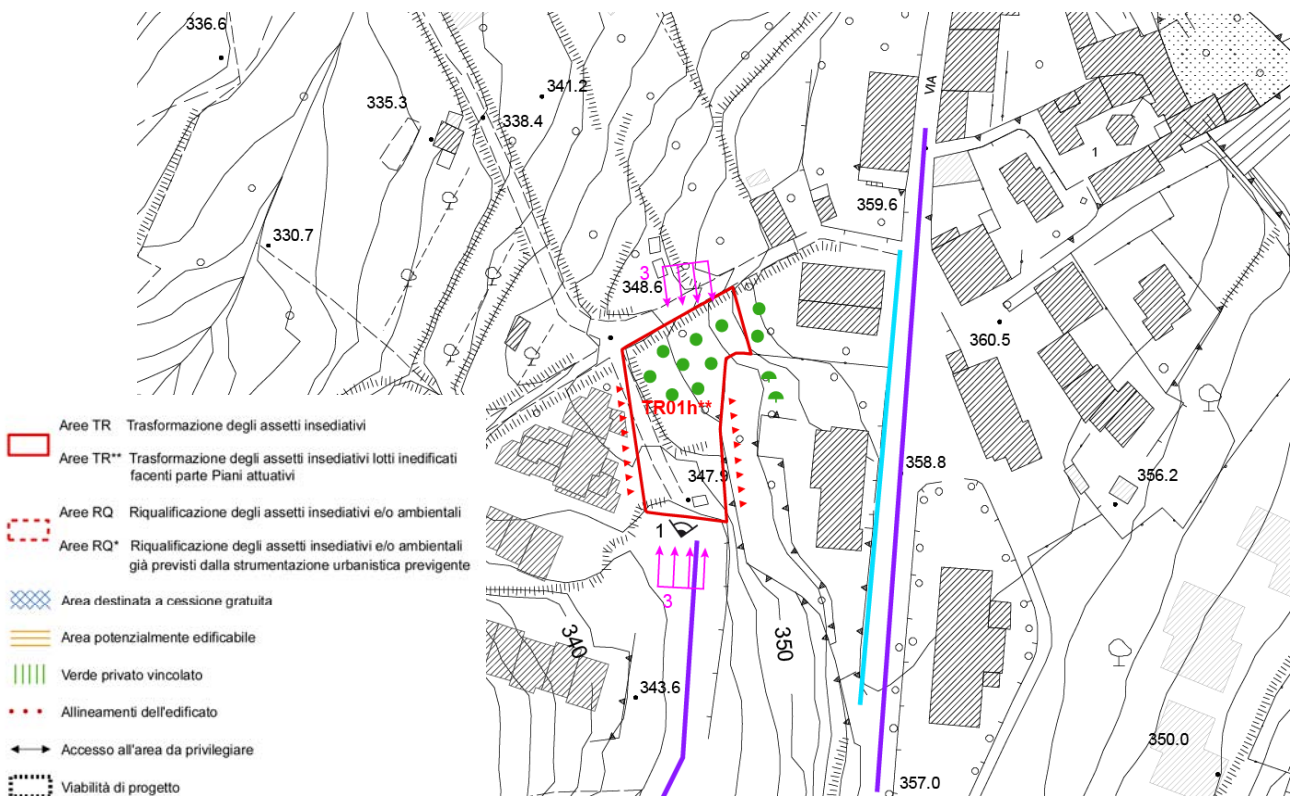 336.6
341.2
335.3
338.4
VIA
1
359.6
330.7
3
348.6
360.5
TR01h**
347.9
358.8
356.2
1
3
340
350
343.6
350.0
357.0
Aree TR Trasformazione degli assetti insediativi
Aree TR** Trasformazione degli assetti insediativi lotti inedificati
facenti parte Piani attuativi
Aree RQ Riqualificazione degli assetti insediativi e/o ambientali
Aree RQ* Riqualificazione degli assetti insediativi e/o ambientali
già previsti dalla strumentazione urbanistica previgente
Area destinata a cessione gratuita
Area potenzialmente edificabile
Verde privato vincolato
Allineamenti dell'edificato
Accesso all'area da privilegiare
Viabilità di progetto